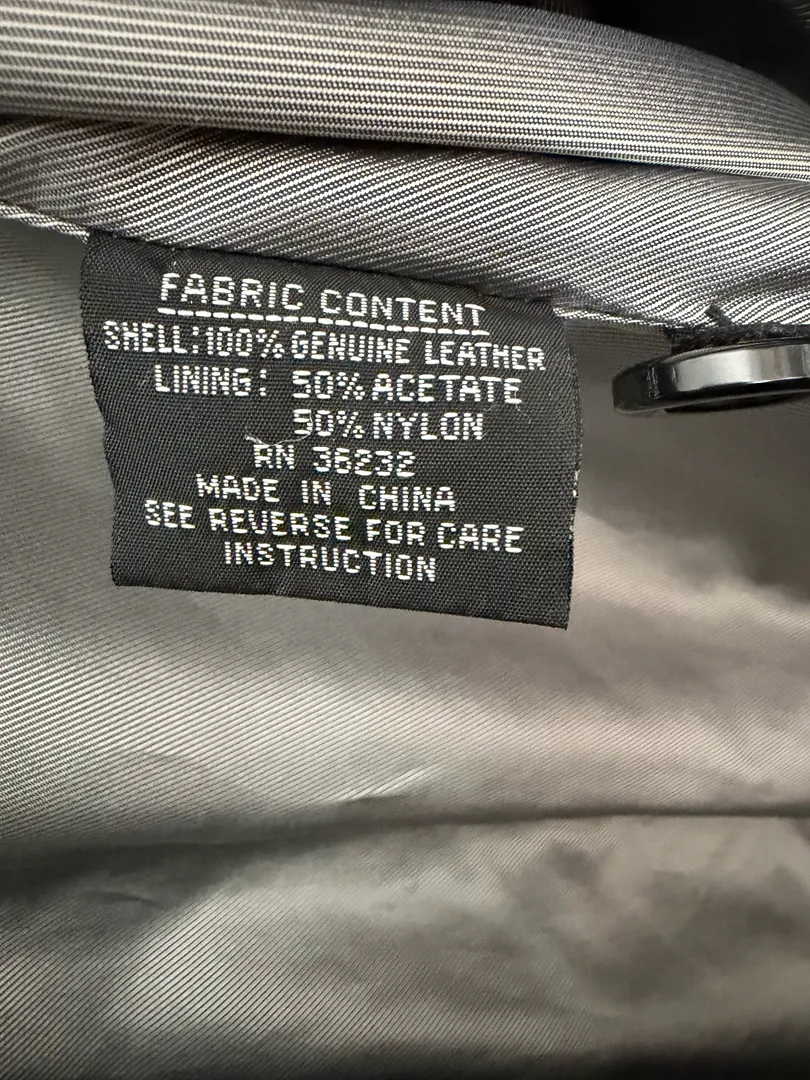 FABRIC CONTENT
SHELL:100% GENUINE LEATHER
LINING: 50% ACETATE
50% NYLON
RN 36232
MADE IN CHINA
SEE REVERSE FOR CARE
INSTRUCTION